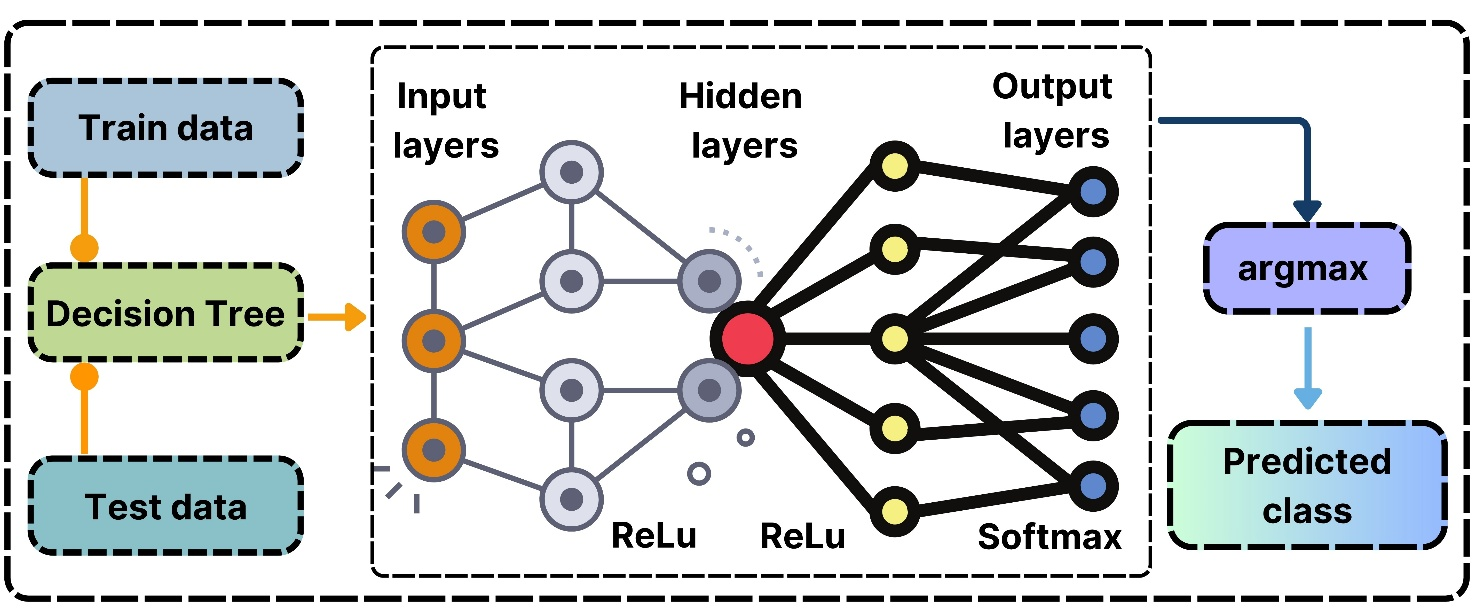 Train data
Decision Tree
Test data
Input
layers
Hidden
layers
Output
layers
ReLu
ReLu
Softmax
argmax
Predicted
class